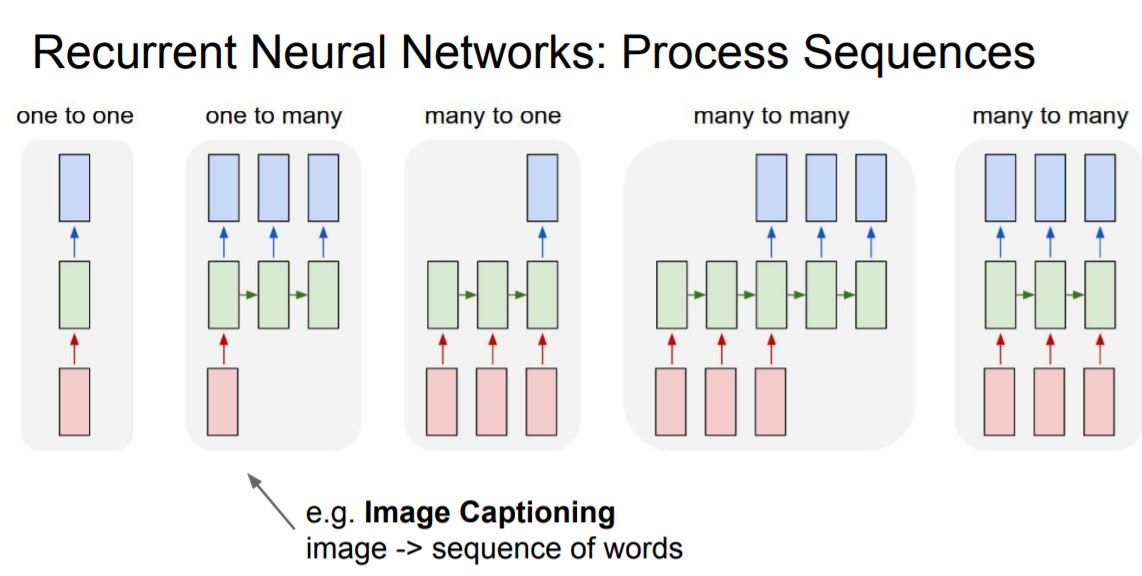 Recurrent Neural Networks: Process Sequences
one to one
one to many
many to one
many to many
many to many
e.g. Image Captioning
image -> sequence of words